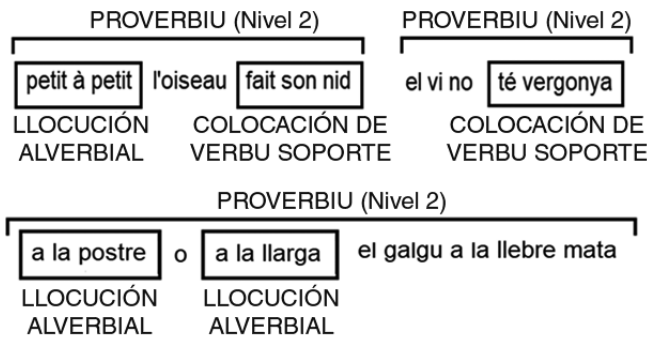 PROVERBIU (Nivel 2) PROVERBIU (Nivel 2)
petit à petit l'oiseau fait son nid el vi no té vergonya
LLOCUCIÓN COLOCACIÓN DE COLOCACIÓN DE
ALVERBIAL VERBU SOPORTE VERBU SOPORTE
PROVERBIU (Nivel 2)
a la postre o a la llarga el galgu a la llebre mata
LLOCUCIÓN LLOCUCIÓN
ALVERBIAL ALVERBIAL